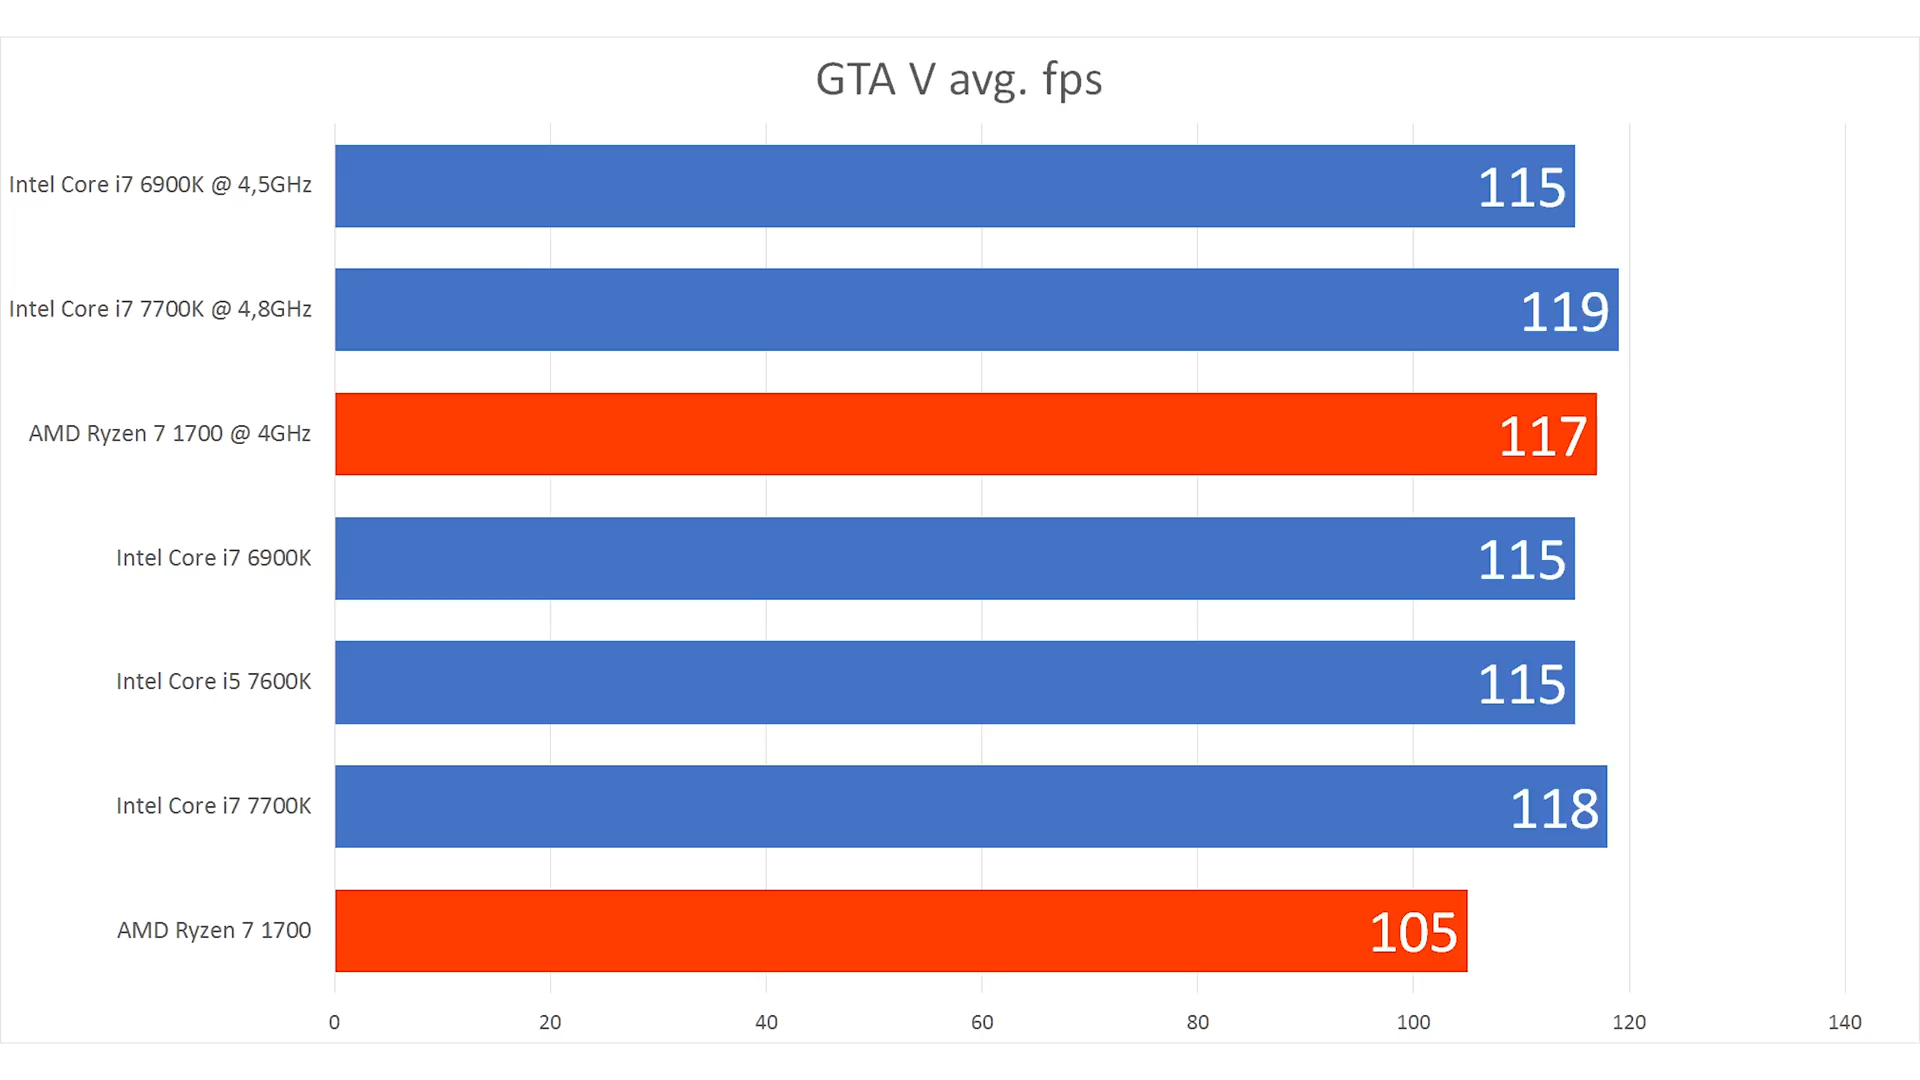 GTA V avg. fps
Intel Core i7 6900K @ 4,5GHz 115
Intel Core i7 7700K @ 4,8GHz 119
AMD Ryzen 7 1700 @ 4GHz 117
Intel Core i7 6900K 115
Intel Core i5 7600K 115
Intel Core i7 7700K 118
AMD Ryzen 7 1700 105
0 20 40 60 80 100 120 140